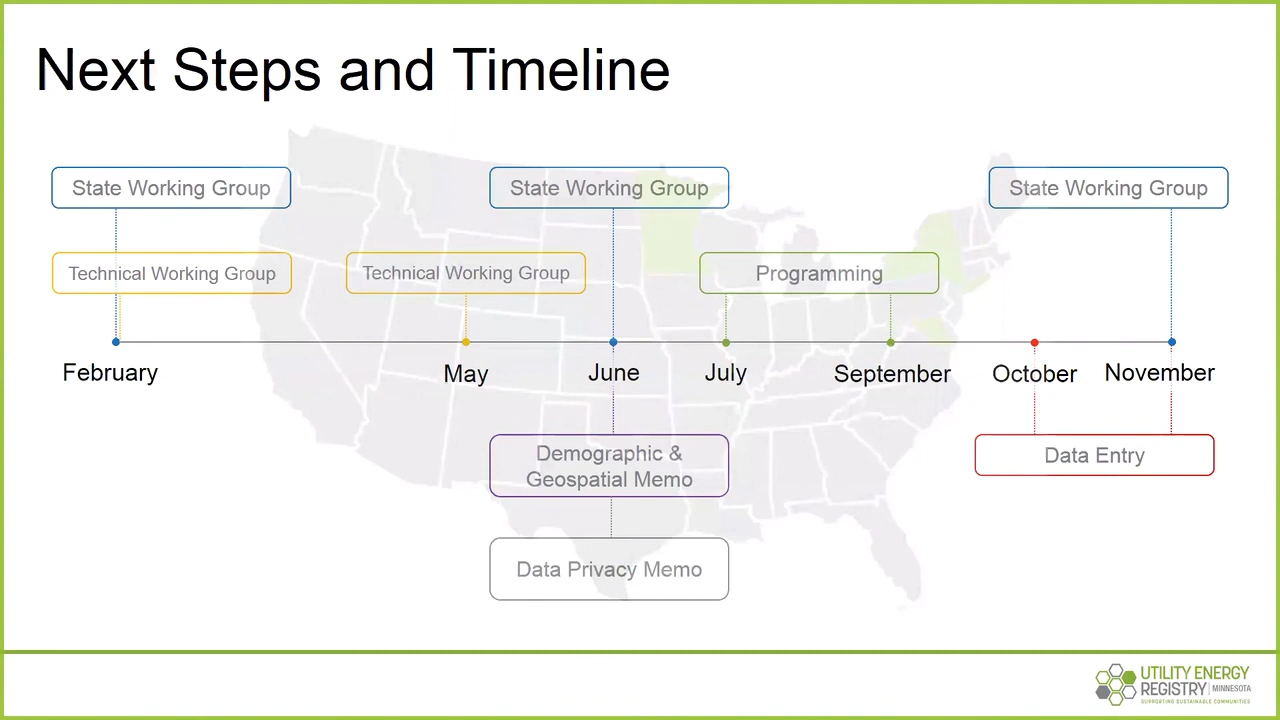 Next Steps and Timeline
State Working Group
State Working Group
State Working Group
Technical Working Group
Technical Working Group
Programming
February
May
June
July
September
October
November
Demographic &
Geospatial Memo
Data Entry
Data Privacy Memo
UTILITY ENERGY
REGISTRY | MINNESOTA
SUPPORTING SUSTAINABLE COMMUNITIES